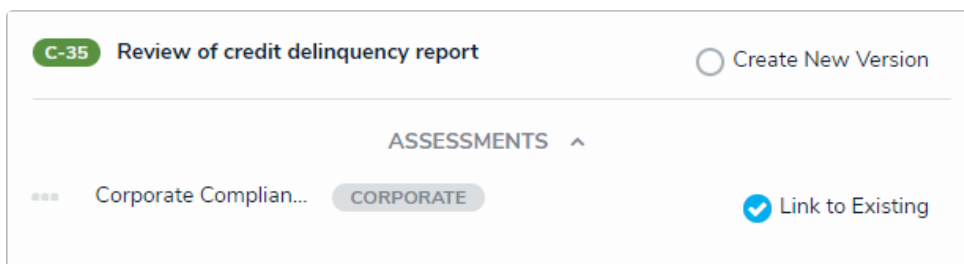 C-35 Review of credit delinquency report
Create New Version
ASSESSMENTS
Corporate Complian... CORPORATE
Link to Existing